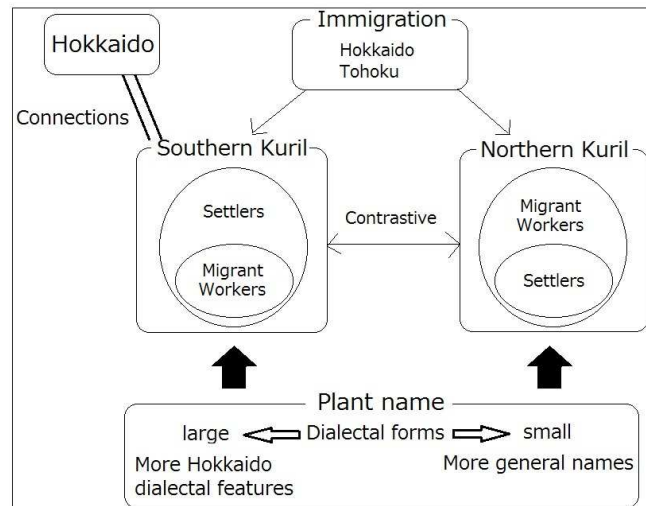 Immigration
Hokkaido
Tohoku
Hokkaido
Connections
Southern Kuril
Settlers
Migrant
Workers
Contrastive
Northern Kuril
Migrant
Workers
Settlers
Plant name
large
Dialectal forms
small
More Hokkaido
dialectal features
More general names